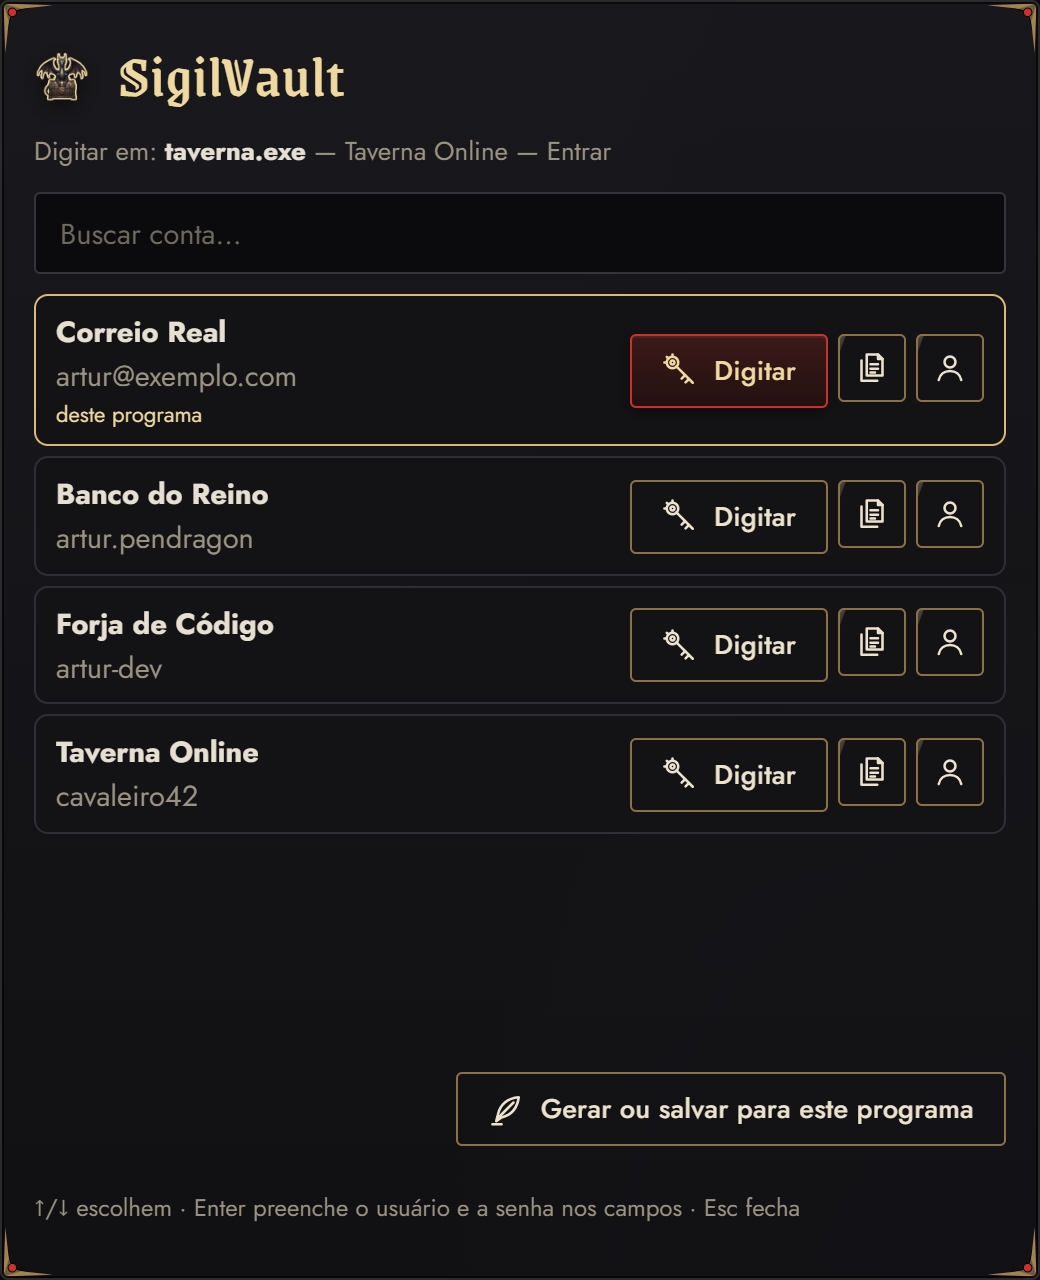 SigilVault
Digitar em: taverna.exe — Taverna Online — Entrar
Buscar conta...
Correio Real
artur@exemplo.com
deste programa
Digitar
Banco do Reino
artur.pendragon
Digitar
Forja de Código
artur-dev
Digitar
Taverna Online
cavaleiro42
Digitar
Gerar ou salvar para este programa
↑/↓ escolhem · Enter preenche o usuário e a senha nos campos · Esc fecha